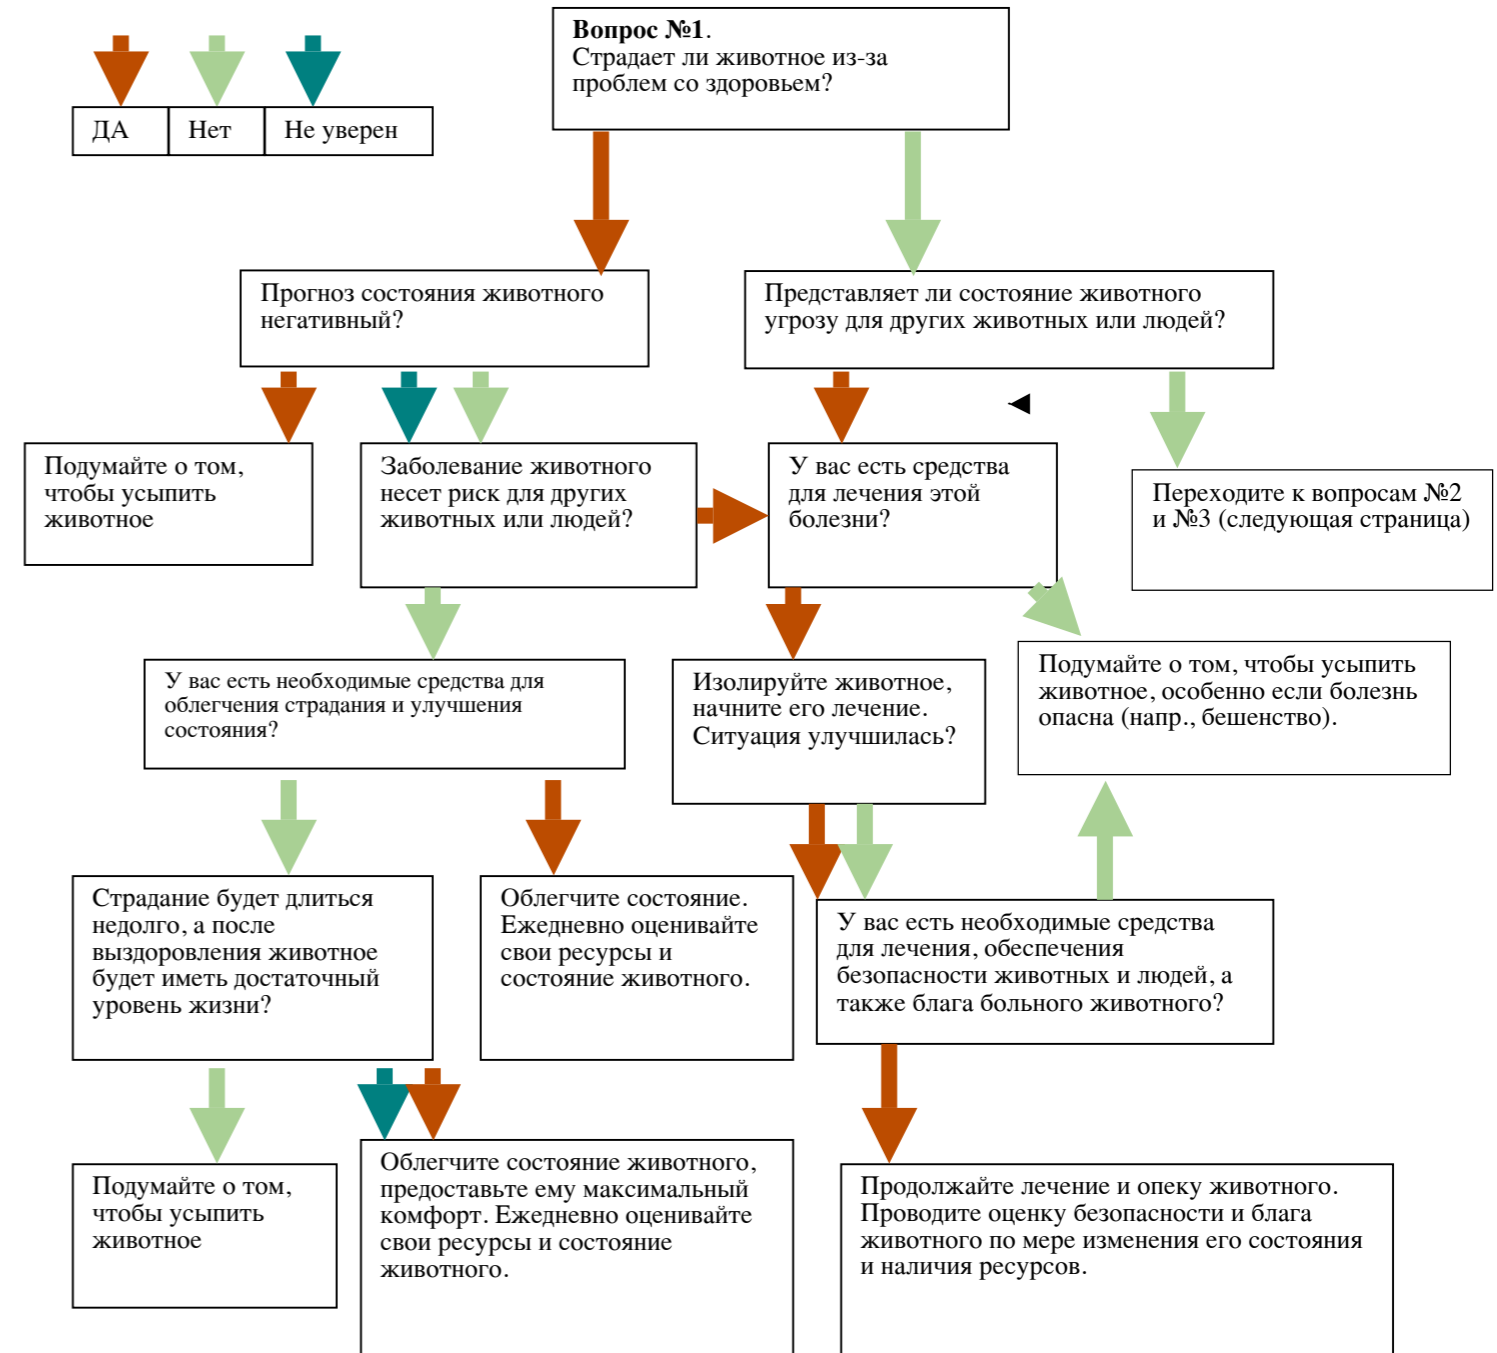 Вопрос №1.
Страдает ли животное из-за
проблем со здоровьем?
ДА
Нет
Не уверен
Прогноз состояния животного
негативный?
Представляет ли состояние животного
угрозу для других животных или людей?
Подумайте о том,
чтобы усыпить
животное
Заболевание животного
несет риск для других
животных или людей?
У вас есть средства
для лечения этой
болезни?
Переходите к вопросам №2
и №3 (следующая страница)
У вас есть необходимые средства для
облегчения страдания и улучшения
состояния?
Изолируйте животное,
начните его лечение.
Ситуация улучшилась?
Подумайте о том, чтобы усыпить
животное, особенно если болезнь
опасна (напр., бешенство).
Страдание будет длиться
недолго, а после
выздоровления животное
будет иметь достаточный
уровень жизни?
Облегчите состояние.
Ежедневно оценивайте
свои ресурсы и
состояние животного.
У вас есть необходимые средства
для лечения, обеспечения
безопасности животных и людей, а
также блага больного животного?
Подумайте о том,
чтобы усыпить
животное
Облегчите состояние животного,
предоставьте ему максимальный
комфорт. Ежедневно оценивайте
свои ресурсы и состояние
животного.
Продолжайте лечение и опеку животного.
Проводите оценку безопасности и блага
животного по мере изменения его состояния
и наличия ресурсов.